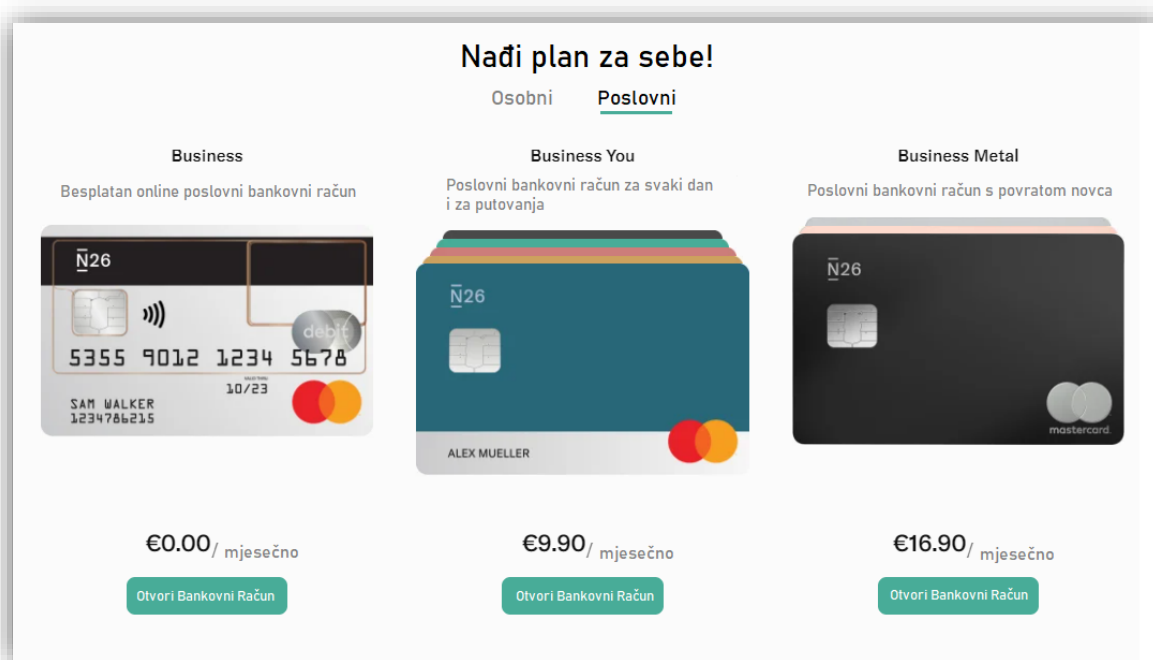 Nađi plan za sebe!
Osobni Poslovni
Business
Besplatan online poslovni bankovni račun
N26
debit
5355 9012 1234 5678
VALID THRU
10/23
SAM WALKER
1234786215
€0.00/ mjesečno
Otvori Bankovni Račun
Business You
Poslovni bankovni račun za svaki dan
i za putovanja
N26
ALEX MUELLER
€9.90/ mjesečno
Otvori Bankovni Račun
Business Metal
Poslovni bankovni račun s povratom novca
N26
mastercard.
€16.90/ mjesečno
Otvori Bankovni Račun